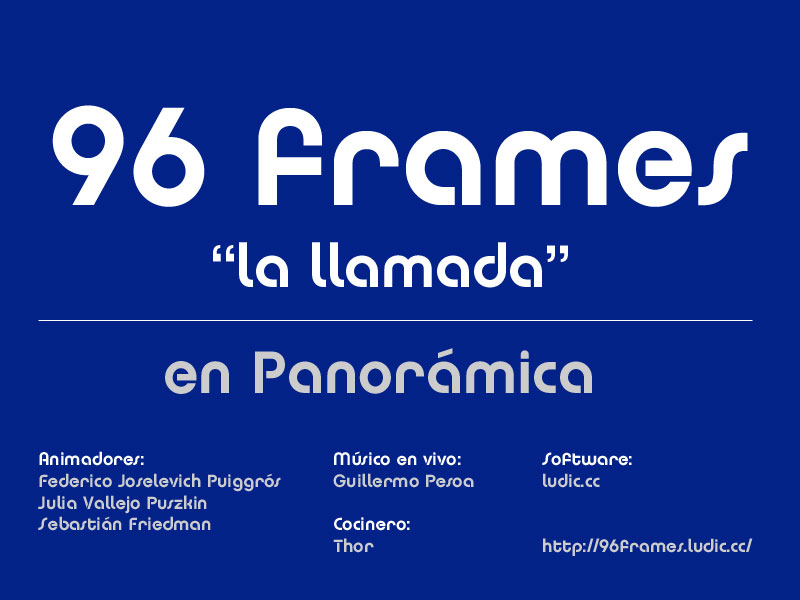 96 Frames
“la llamada”
en Panorámica
Animadores:
Federico Joselevich Puiggrós
Julia Vallejo Puszkin
Sebastián Friedman
Músico en vivo:
Guillermo Pesoa
Cocinero:
Thor
Software:
ludic.cc
http://96frames.ludic.cc/